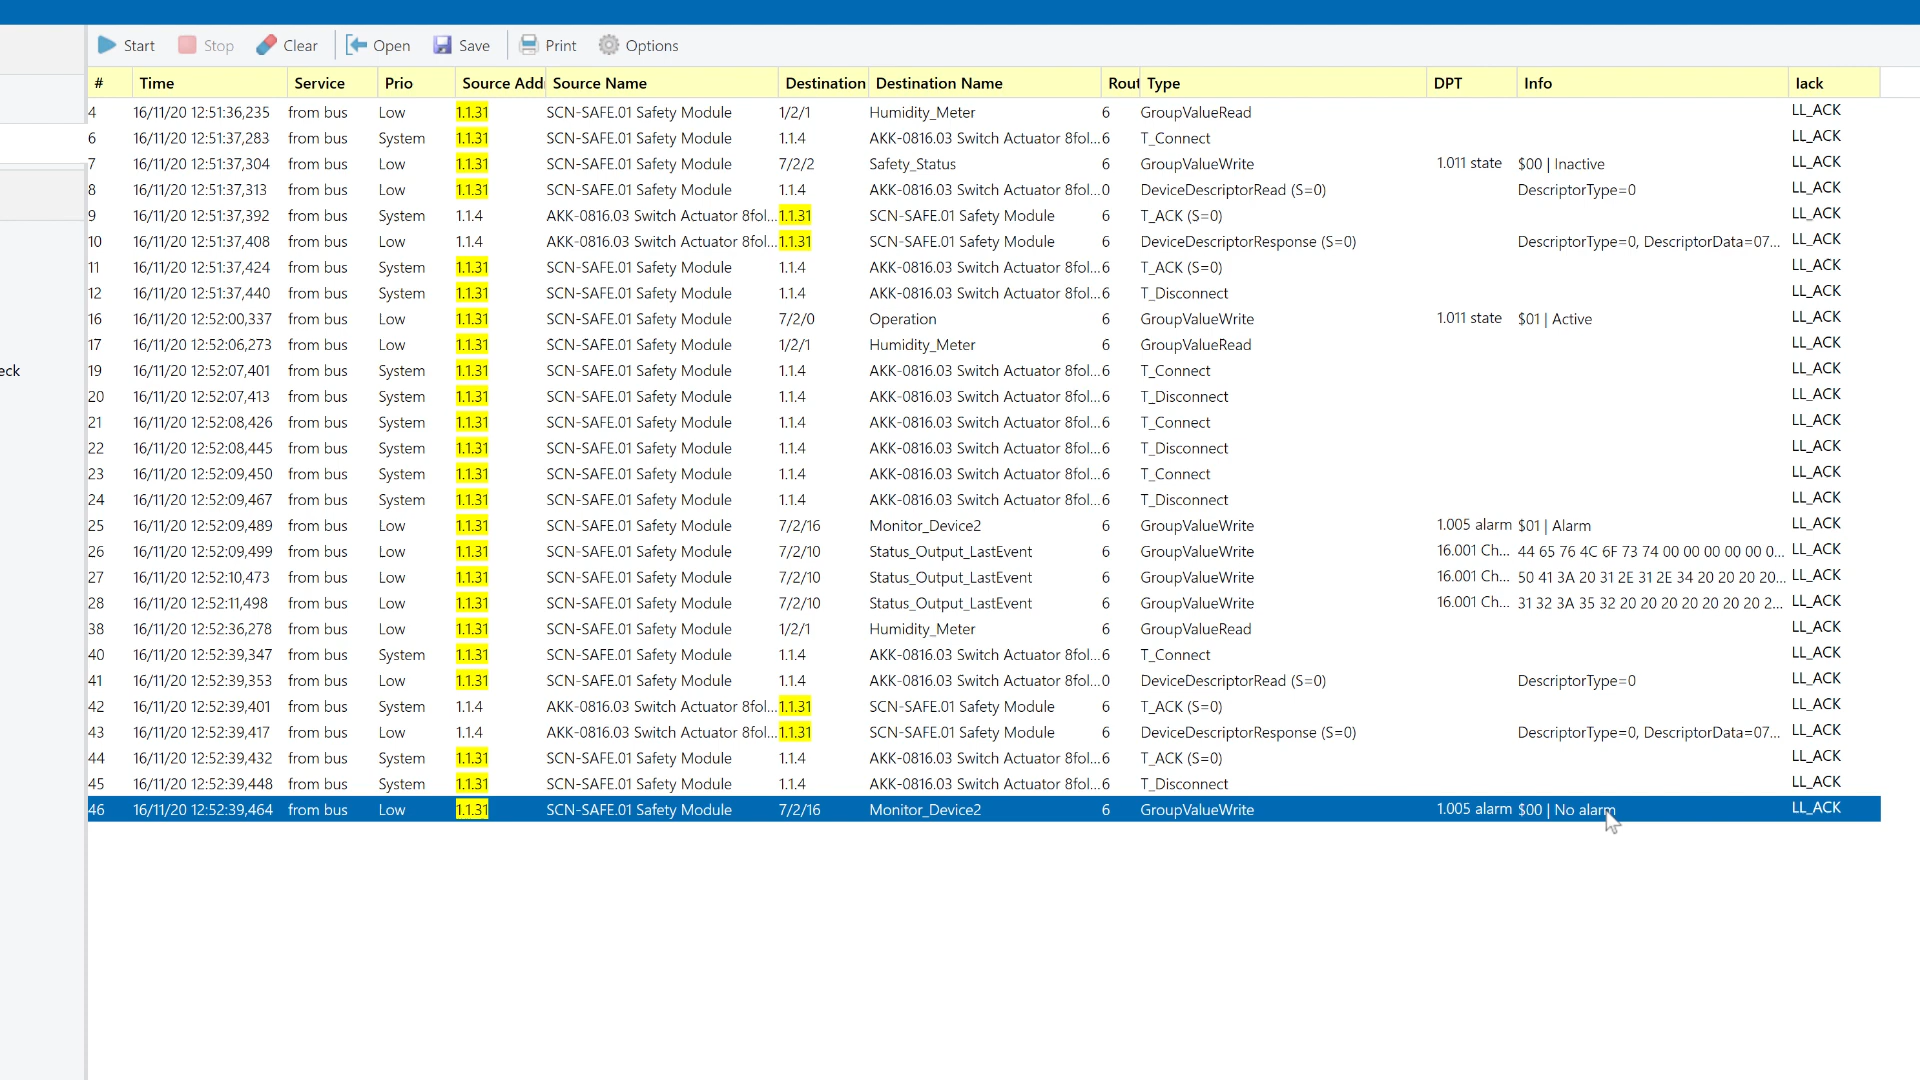 Start Stop Clear Open Save Print Options
# Time Service Prio Source Add Source Name Destination Destination Name Rout Type DPT Info Iack
4 16/11/20 12:51:36,235 from bus Low 1.1.31 SCN-SAFE.01 Safety Module 1/2/1 Humidity_Meter 6 GroupValueRead LL_ACK
6 16/11/20 12:51:37,283 from bus System 1.1.31 SCN-SAFE.01 Safety Module 1.1.4 AKK-0816.03 Switch Actuator 8fol... 6 T_Connect LL_ACK
7 16/11/20 12:51:37,304 from bus Low 1.1.31 SCN-SAFE.01 Safety Module 7/2/2 Safety_Status 6 GroupValueWrite 1.011 state $00 | Inactive LL_ACK
8 16/11/20 12:51:37,313 from bus Low 1.1.31 SCN-SAFE.01 Safety Module 1.1.4 AKK-0816.03 Switch Actuator 8fol... 0 DeviceDescriptorRead (S=0) DescriptorType=0 LL_ACK
9 16/11/20 12:51:37,392 from bus System 1.1.4 AKK-0816.03 Switch Actuator 8fol... 1.1.31 SCN-SAFE.01 Safety Module 6 T_ACK (S=0) LL_ACK
10 16/11/20 12:51:37,408 from bus Low 1.1.4 AKK-0816.03 Switch Actuator 8fol... 1.1.31 SCN-SAFE.01 Safety Module 6 DeviceDescriptorResponse (S=0) DescriptorType=0, DescriptorData=07... LL_ACK
11 16/11/20 12:51:37,424 from bus System 1.1.31 SCN-SAFE.01 Safety Module 1.1.4 AKK-0816.03 Switch Actuator 8fol... 6 T_ACK (S=0) LL_ACK
12 16/11/20 12:51:37,440 from bus System 1.1.31 SCN-SAFE.01 Safety Module 1.1.4 AKK-0816.03 Switch Actuator 8fol... 6 T_Disconnect LL_ACK
16 16/11/20 12:52:00,337 from bus Low 1.1.31 SCN-SAFE.01 Safety Module 7/2/0 Operation 6 GroupValueWrite 1.011 state $01 | Active LL_ACK
17 16/11/20 12:52:06,273 from bus Low 1.1.31 SCN-SAFE.01 Safety Module 1/2/1 Humidity_Meter 6 GroupValueRead LL_ACK
eck
19 16/11/20 12:52:07,401 from bus System 1.1.31 SCN-SAFE.01 Safety Module 1.1.4 AKK-0816.03 Switch Actuator 8fol... 6 T_Connect LL_ACK
20 16/11/20 12:52:07,413 from bus System 1.1.31 SCN-SAFE.01 Safety Module 1.1.4 AKK-0816.03 Switch Actuator 8fol... 6 T_Disconnect LL_ACK
21 16/11/20 12:52:08,426 from bus System 1.1.31 SCN-SAFE.01 Safety Module 1.1.4 AKK-0816.03 Switch Actuator 8fol... 6 T_Connect LL_ACK
22 16/11/20 12:52:08,445 from bus System 1.1.31 SCN-SAFE.01 Safety Module 1.1.4 AKK-0816.03 Switch Actuator 8fol... 6 T_Disconnect LL_ACK
23 16/11/20 12:52:09,450 from bus System 1.1.31 SCN-SAFE.01 Safety Module 1.1.4 AKK-0816.03 Switch Actuator 8fol... 6 T_Connect LL_ACK
24 16/11/20 12:52:09,467 from bus System 1.1.31 SCN-SAFE.01 Safety Module 1.1.4 AKK-0816.03 Switch Actuator 8fol... 6 T_Disconnect LL_ACK
25 16/11/20 12:52:09,489 from bus Low 1.1.31 SCN-SAFE.01 Safety Module 7/2/16 Monitor_Device2 6 GroupValueWrite 1.005 alarm $01 | Alarm LL_ACK
26 16/11/20 12:52:09,499 from bus Low 1.1.31 SCN-SAFE.01 Safety Module 7/2/10 Status_Output_LastEvent 6 GroupValueWrite 16.001 Ch... 44 65 76 4C 6F 73 74 00 00 00 00 00 0... LL_ACK
27 16/11/20 12:52:10,473 from bus Low 1.1.31 SCN-SAFE.01 Safety Module 7/2/10 Status_Output_LastEvent 6 GroupValueWrite 16.001 Ch... 50 41 3A 20 31 2E 31 2E 34 20 20 20 20... LL_ACK
28 16/11/20 12:52:11,498 from bus Low 1.1.31 SCN-SAFE.01 Safety Module 7/2/10 Status_Output_LastEvent 6 GroupValueWrite 16.001 Ch... 31 32 3A 35 32 20 20 20 20 20 20 20 2... LL_ACK
38 16/11/20 12:52:36,278 from bus Low 1.1.31 SCN-SAFE.01 Safety Module 1/2/1 Humidity_Meter 6 GroupValueRead LL_ACK
40 16/11/20 12:52:39,347 from bus System 1.1.31 SCN-SAFE.01 Safety Module 1.1.4 AKK-0816.03 Switch Actuator 8fol... 6 T_Connect LL_ACK
41 16/11/20 12:52:39,353 from bus Low 1.1.31 SCN-SAFE.01 Safety Module 1.1.4 AKK-0816.03 Switch Actuator 8fol... 0 DeviceDescriptorRead (S=0) DescriptorType=0 LL_ACK
42 16/11/20 12:52:39,401 from bus System 1.1.4 AKK-0816.03 Switch Actuator 8fol... 1.1.31 SCN-SAFE.01 Safety Module 6 T_ACK (S=0) LL_ACK
43 16/11/20 12:52:39,417 from bus Low 1.1.4 AKK-0816.03 Switch Actuator 8fol... 1.1.31 SCN-SAFE.01 Safety Module 6 DeviceDescriptorResponse (S=0) DescriptorType=0, DescriptorData=07... LL_ACK
44 16/11/20 12:52:39,432 from bus System 1.1.31 SCN-SAFE.01 Safety Module 1.1.4 AKK-0816.03 Switch Actuator 8fol... 6 T_ACK (S=0) LL_ACK
45 16/11/20 12:52:39,448 from bus System 1.1.31 SCN-SAFE.01 Safety Module 1.1.4 AKK-0816.03 Switch Actuator 8fol... 6 T_Disconnect LL_ACK
46 16/11/20 12:52:39,464 from bus Low 1.1.31 SCN-SAFE.01 Safety Module 7/2/16 Monitor_Device2 6 GroupValueWrite 1.005 alarm $00 | No alarm LL_ACK